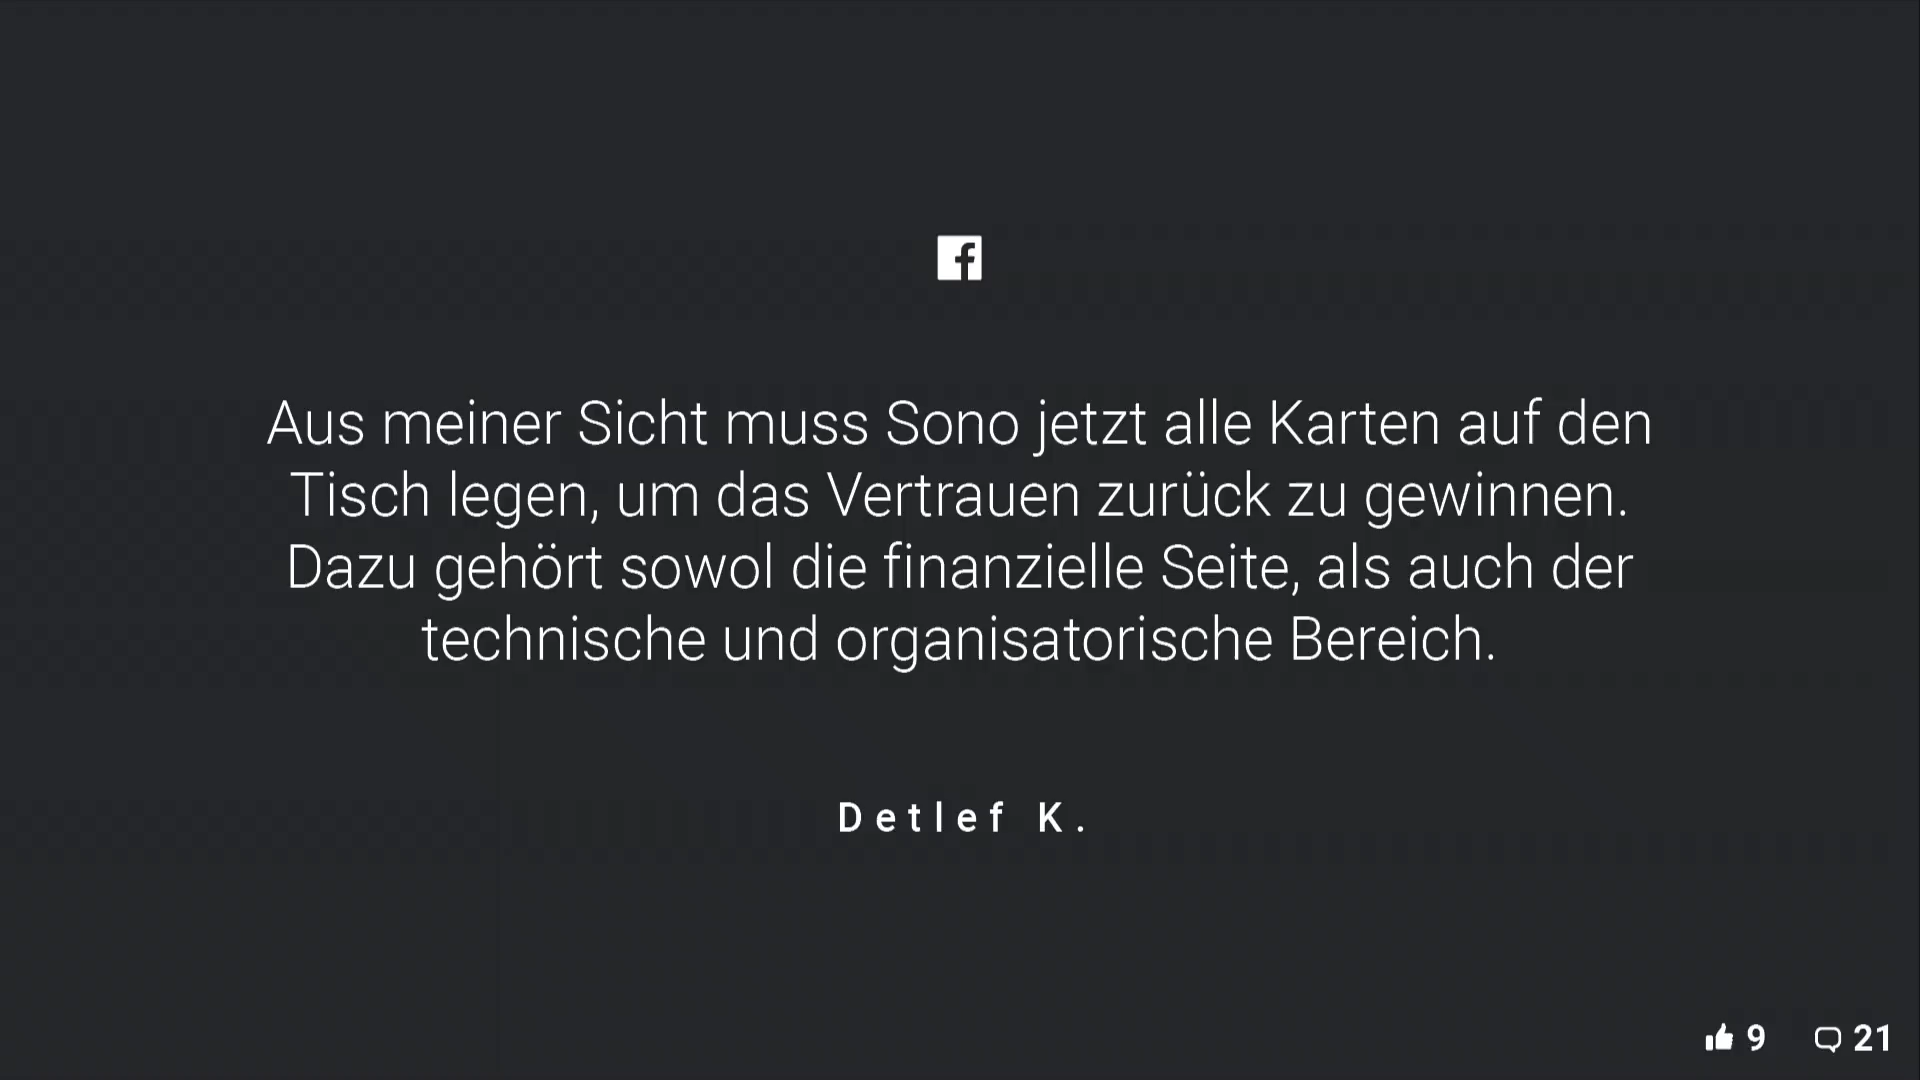 Aus meiner Sicht muss Sono jetzt alle Karten auf den
Tisch legen, um das Vertrauen zurück zu gewinnen.
Dazu gehört sowol die finanzielle Seite, als auch der
technische und organisatorische Bereich.
Detlef K.
9 21